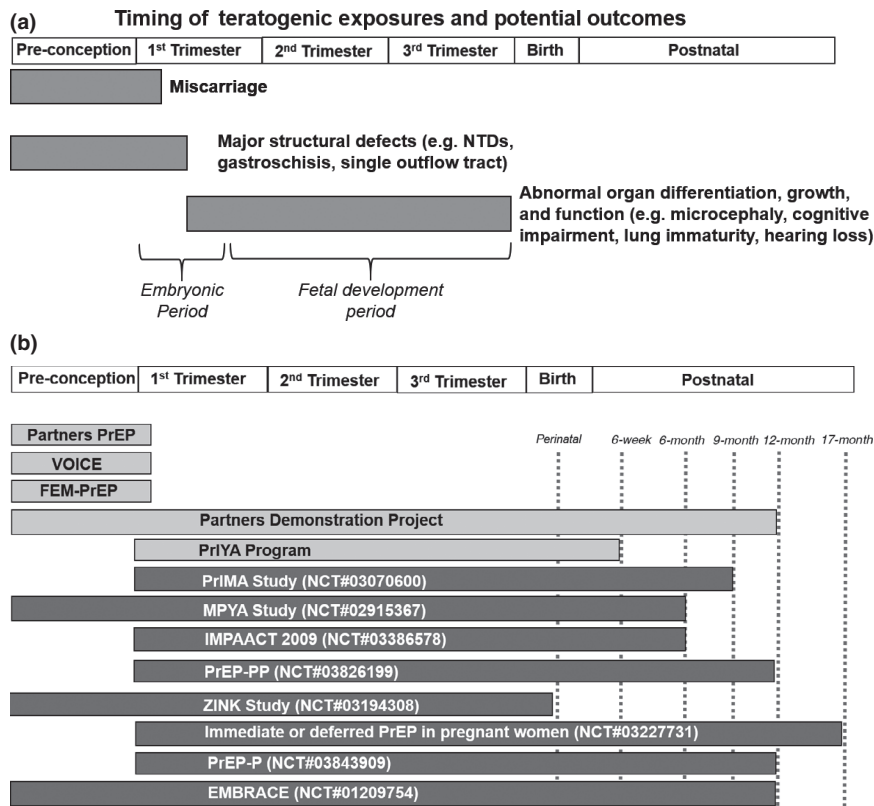 (a)
Timing of teratogenic exposures and potential outcomes
Pre-conception 1st Trimester 2nd Trimester 3rd Trimester Birth Postnatal
Miscarriage
Major structural defects (e.g. NTDs,
gastroschisis, single outflow tract)
Abnormal organ differentiation, growth,
and function (e.g. microcephaly, cognitive
impairment, lung immaturity, hearing loss)
Embryonic
Period
Fetal development
period
(b)
Pre-conception 1st Trimester 2nd Trimester 3rd Trimester Birth Postnatal
Perinatal 6-week 6-month 9-month 12-month 17-month
Partners PrEP
VOICE
FEM-PrEP
Partners Demonstration Project
PrIYA Program
PrIMA Study (NCT#03070600)
MPYA Study (NCT#02915367)
IMPAACT 2009 (NCT#03386578)
PrEP-PP (NCT#03826199)
ZINK Study (NCT#03194308)
Immediate or deferred PrEP in pregnant women (NCT#03227731)
PrEP-P (NCT#03843909)
EMBRACE (NCT#01209754)